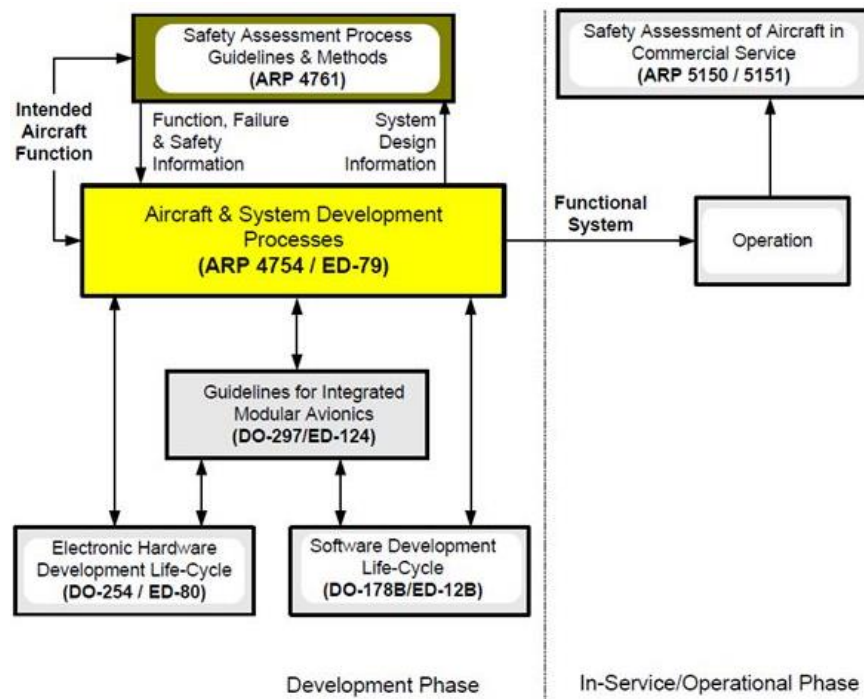 Safety Assessment Process
Guidelines & Methods
(ARP 4761)
Safety Assessment of Aircraft in
Commercial Service
(ARP 5150 / 5151)
Intended
Aircraft
Function
Function, Failure
& Safety
Information
System
Design
Information
Aircraft & System Development
Processes
(ARP 4754 / ED-79)
Functional
System
Operation
Guidelines for Integrated
Modular Avionics
(DO-297/ED-124)
Electronic Hardware
Development Life-Cycle
(DO-254 / ED-80)
Software Development
Life-Cycle
(DO-178B/ED-12B)
Development Phase
In-Service/Operational Phase